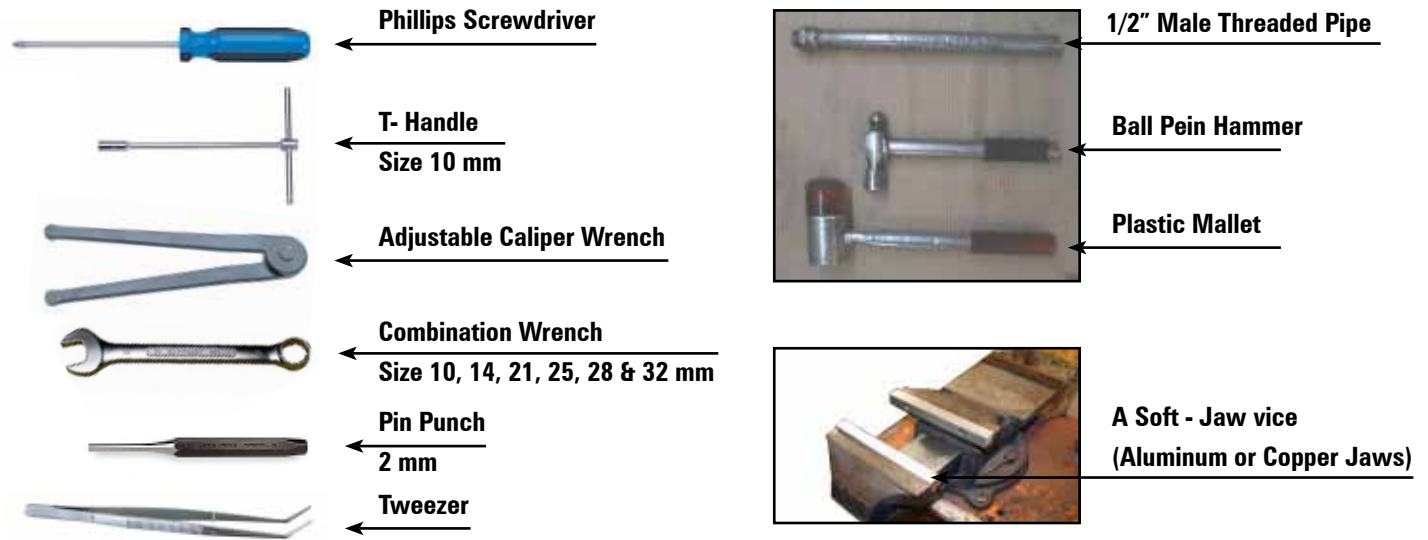 Phillips Screwdriver
T- Handle
Size 10 mm
Adjustable Caliper Wrench
Combination Wrench
Size 10, 14, 21, 25, 28 & 32 mm
Pin Punch
2 mm
Tweezer
1/2” Male Threaded Pipe
Ball Pein Hammer
Plastic Mallet
A Soft - Jaw vice
(Aluminum or Copper Jaws)